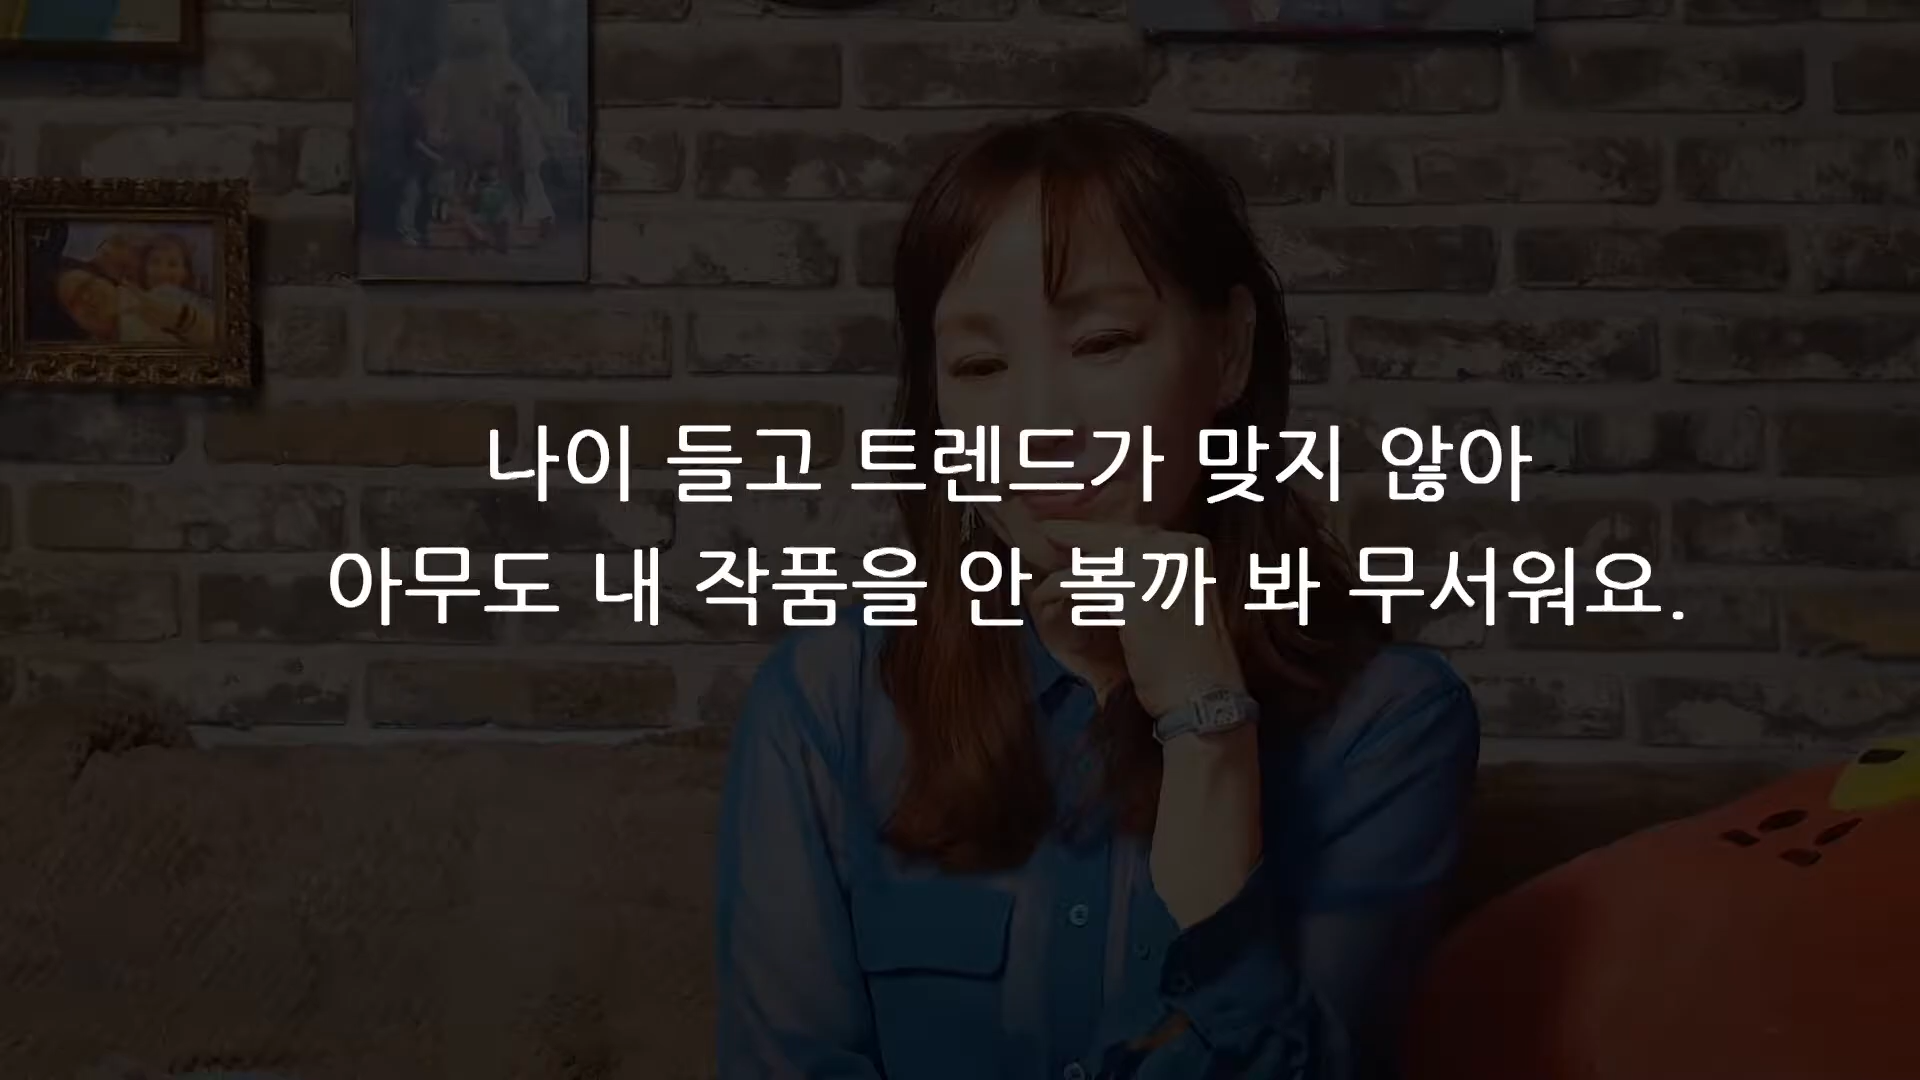 나이 들고 트렌드가 맞지 않아
아무도 내 작품을 안 볼까 봐 무서워요.